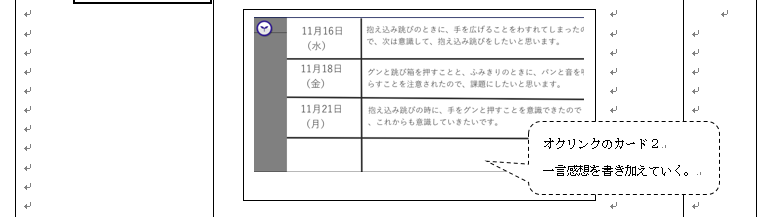 11月16日
(水)
抱え込み跳びのときに、手を広げることをわすれてしまったの
で、次は意識して、抱え込み跳びをしたいと思います。
11月18日
(金)
グンと跳び箱を押すことと、ふみきりのときに、バンと音を
らすことを注意されたので、課題にしたいと思います。
11月21日
(月)
抱え込み跳びの時に、手をグンと押すことを意識できたので
、これからも意識していきたいです。
オクリンクのカード２
一言感想を書き加えていく。